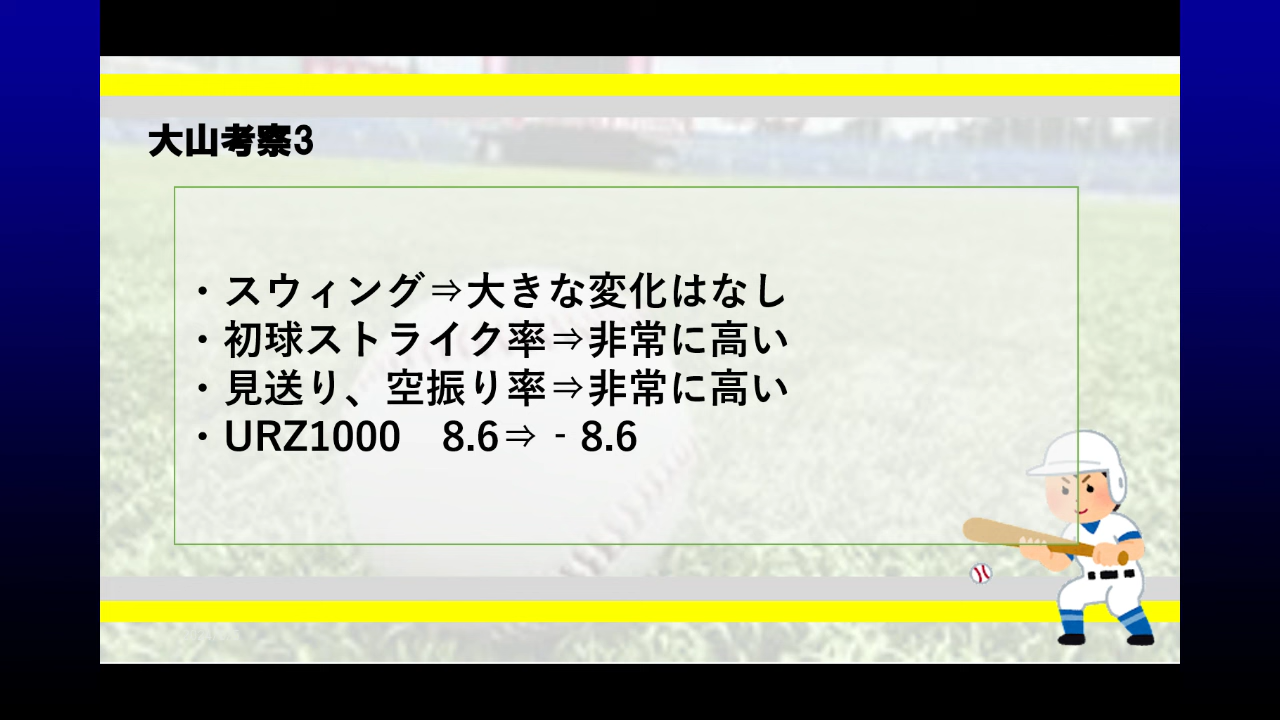 大山考察3
・スウィング⇒大きな変化はなし
・初球ストライク率⇒非常に高い
・見送り、空振り率⇒非常に高い
・URZ1000　8.6⇒‐8.6